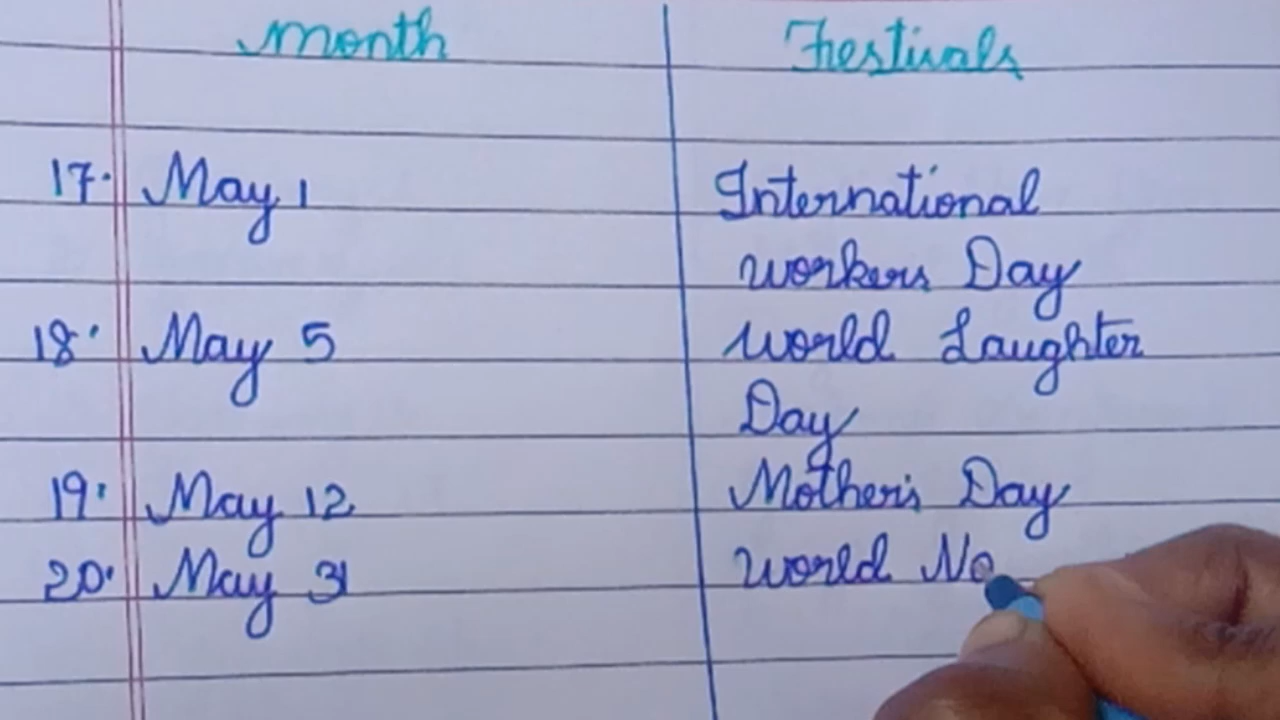 Month Festivals
17. May 1 International
workers Day
18. May 5 World Laughter
Day
19. May 12 Mother's Day
20. May 31 World No